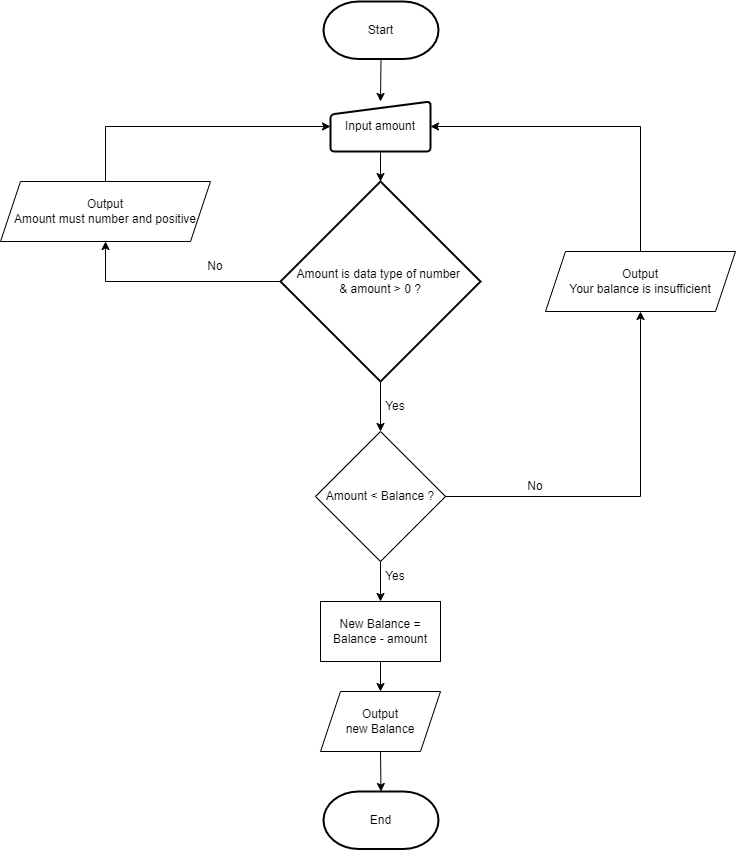 Start
Input amount
Output
Amount must number and positive
No
Amount is data type of number
& amount > 0 ?
Output
Your balance is insufficient
Yes
Amount < Balance ?
No
Yes
New Balance =
Balance - amount
Output
new Balance
End